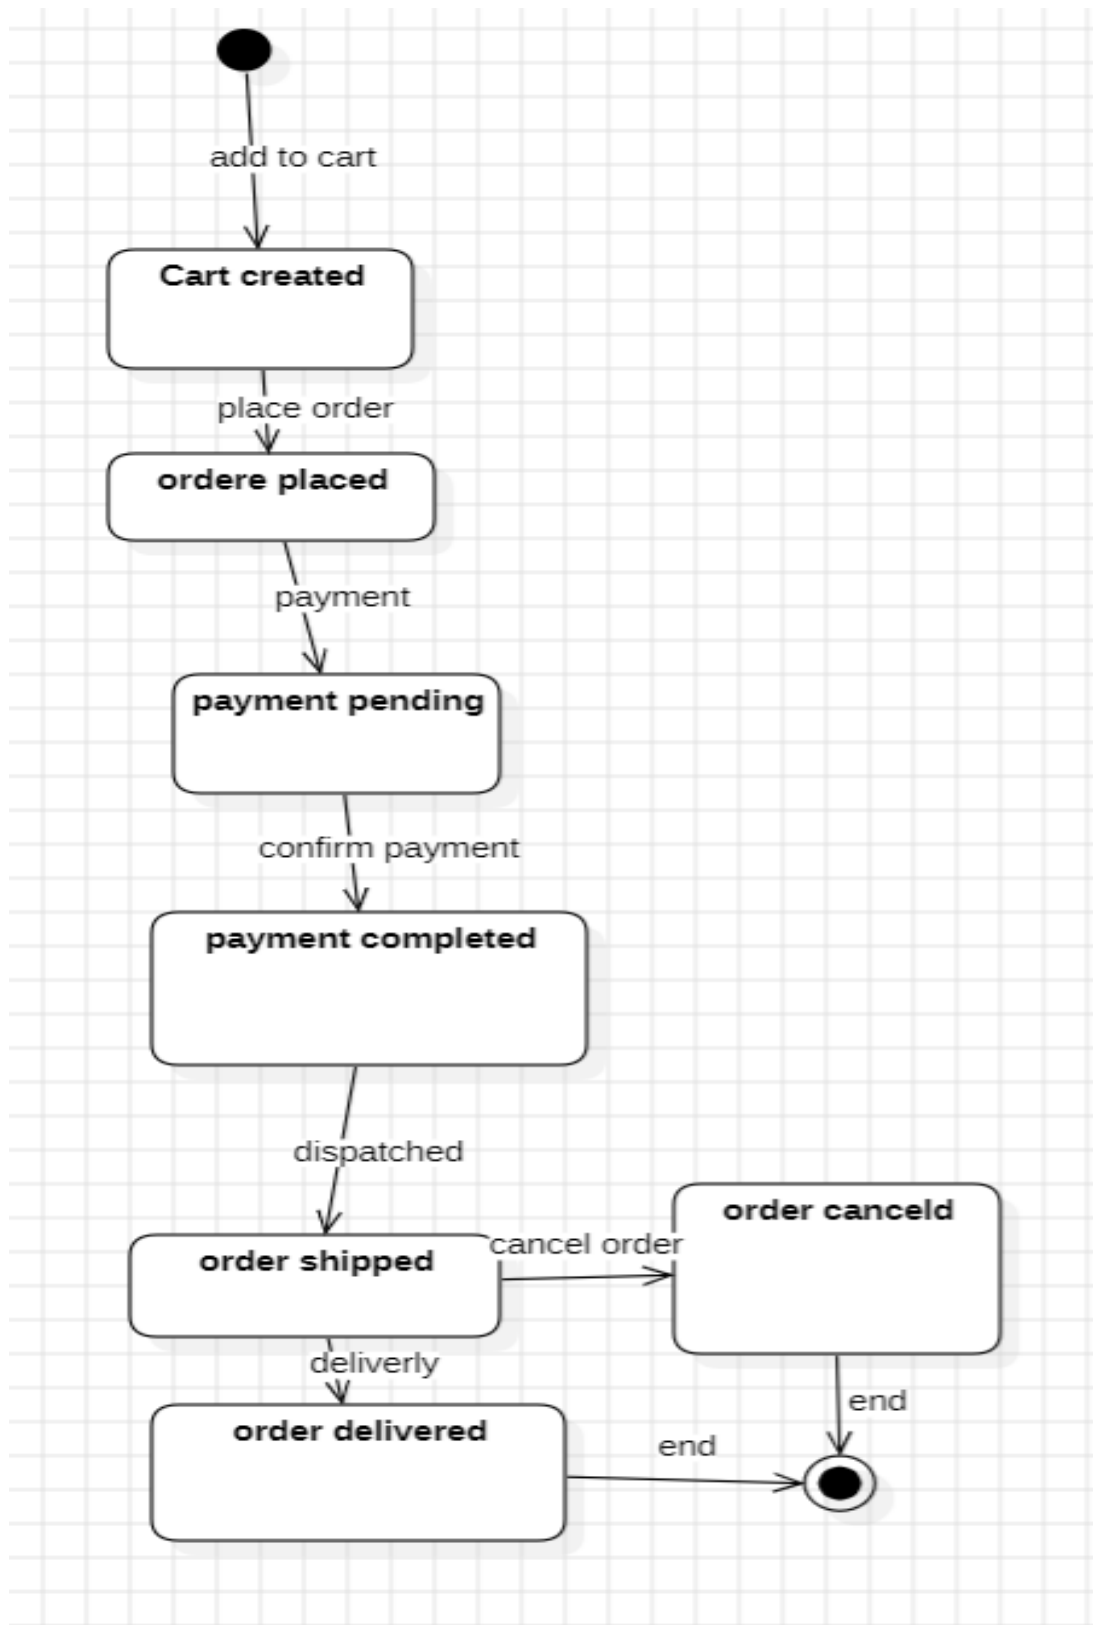 add to cart
Cart created
place order
ordere placed
payment
payment pending
confirm payment
payment completed
dispatched
order canceld
cancel order
order shipped
deliverly
order delivered
end
end